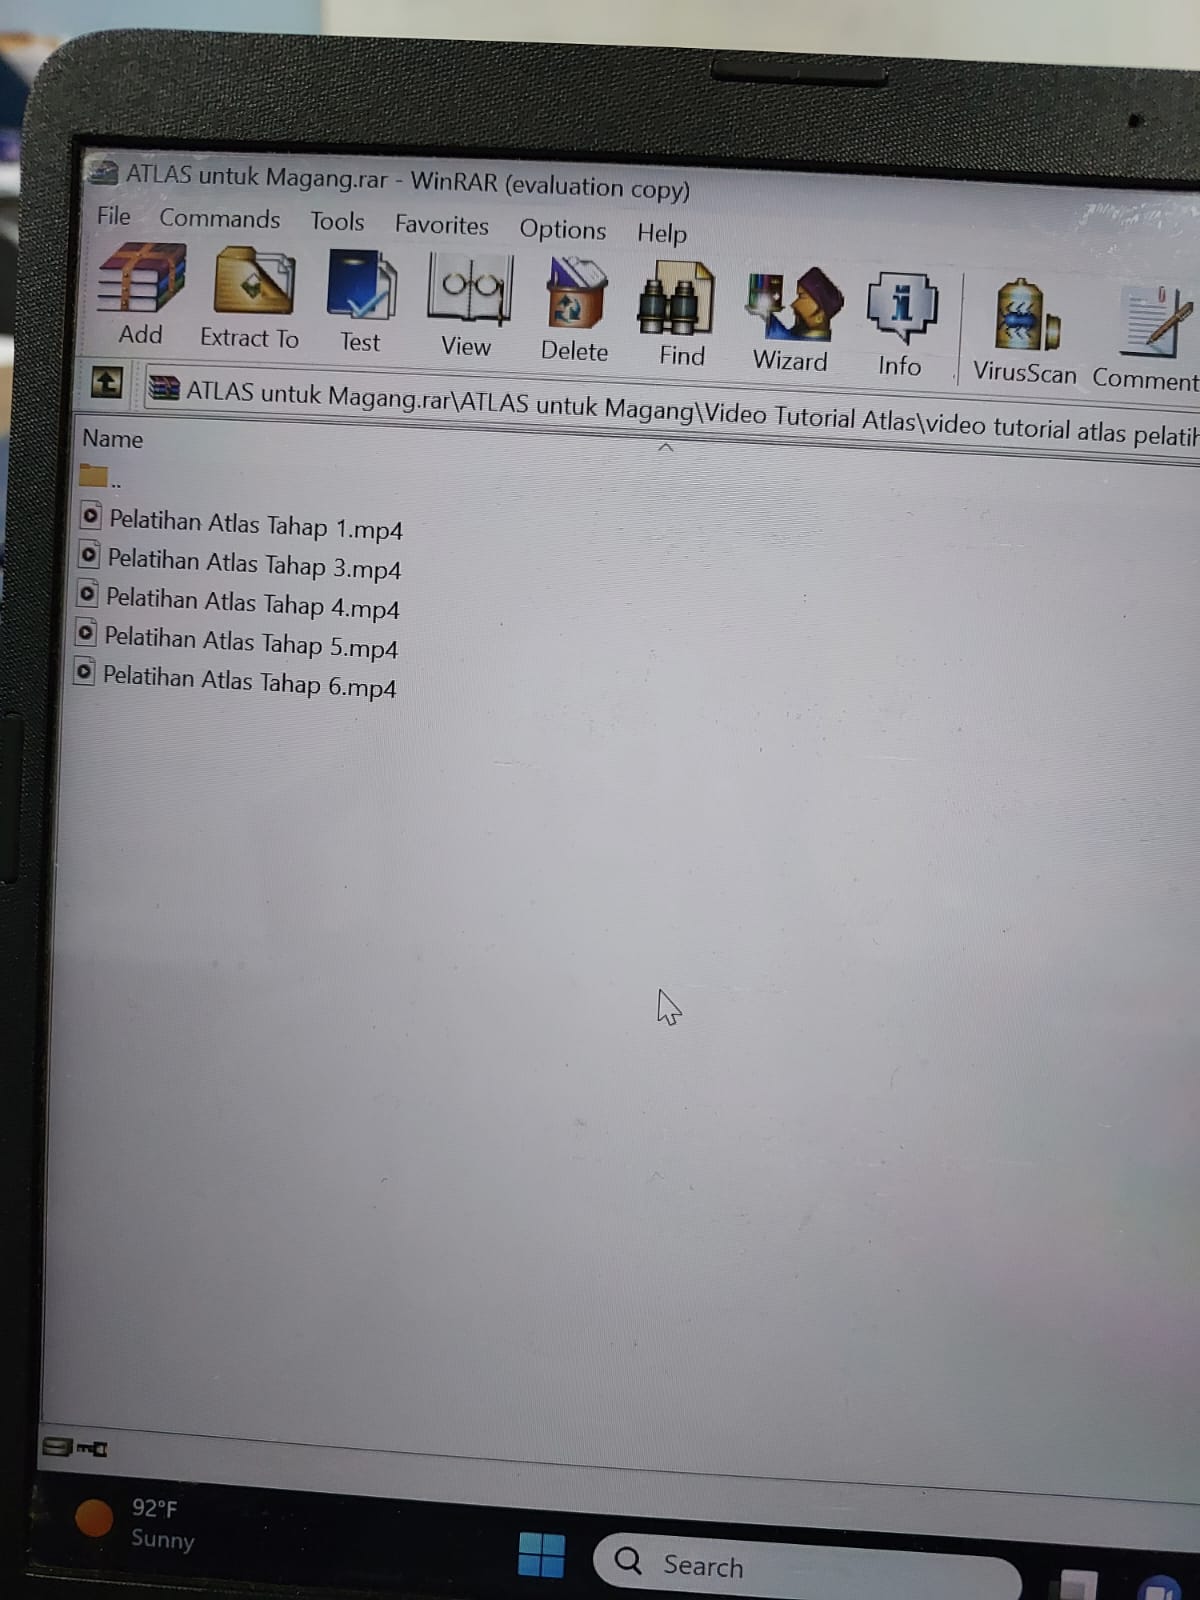 ATLAS untuk Magang.rar - WinRAR (evaluation copy)
File Commands Tools Favorites Options Help
Add Extract To Test View Delete Find Wizard Info VirusScan Comment
ATLAS untuk Magang.rar\ATLAS untuk Magang\Video Tutorial Atlas\video tutorial atlas pelatih
Name
..
Pelatihan Atlas Tahap 1.mp4
Pelatihan Atlas Tahap 3.mp4
Pelatihan Atlas Tahap 4.mp4
Pelatihan Atlas Tahap 5.mp4
Pelatihan Atlas Tahap 6.mp4
92°F
Sunny
Search